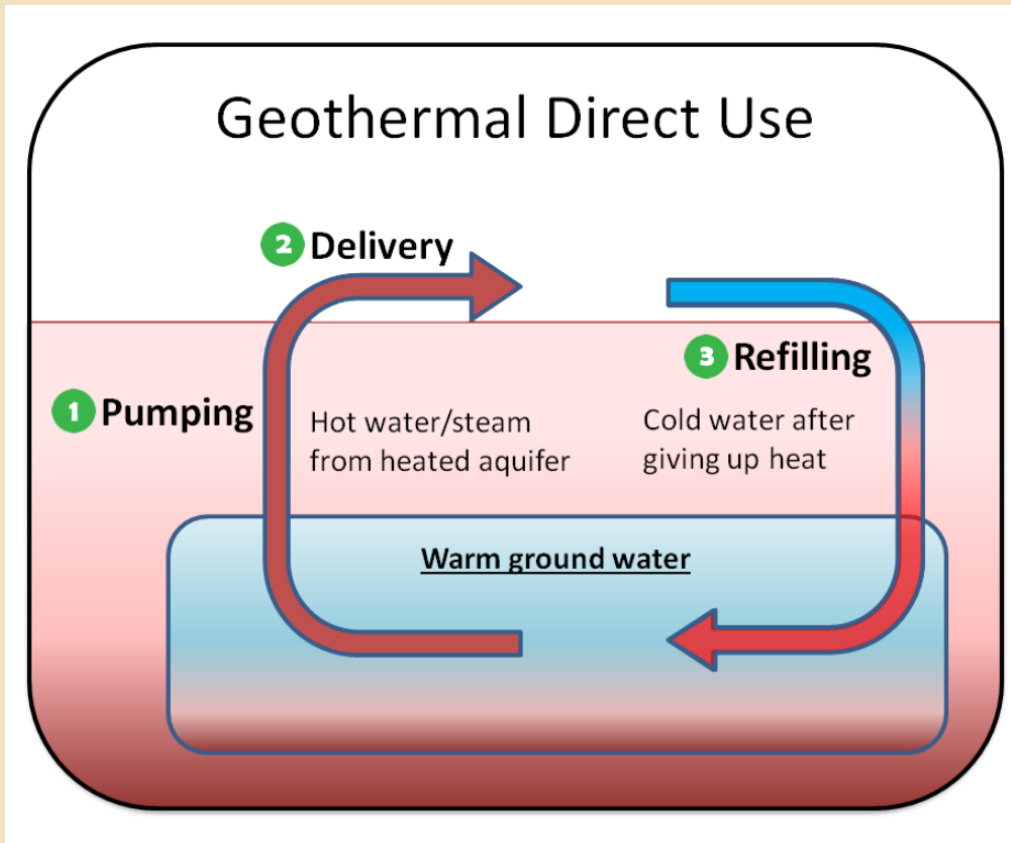 Geothermal Direct Use
2 Delivery
3 Refilling
1 Pumping
Hot water/steam
from heated aquifer
Cold water after
giving up heat
Warm ground water